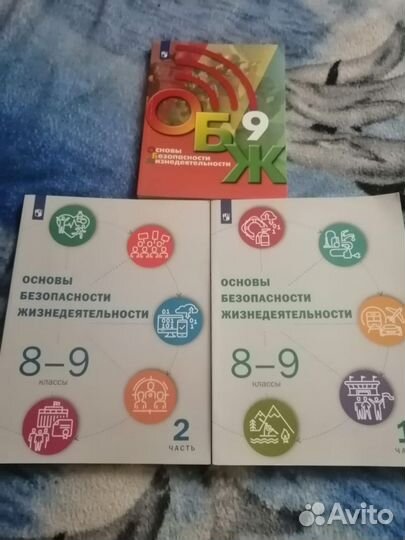 ОБЖ
9
Основы
Безопасности
Жизнедеятельности
ОСНОВЫ
БЕЗОПАСНОСТИ
ЖИЗНЕДЕЯТЕЛЬНОСТИ
8–9
классы
2
ЧАСТЬ
ОСНОВЫ
БЕЗОПАСНОСТИ
ЖИЗНЕДЕЯТЕЛЬНОСТИ
8–9
классы
1
ЧА
Avito